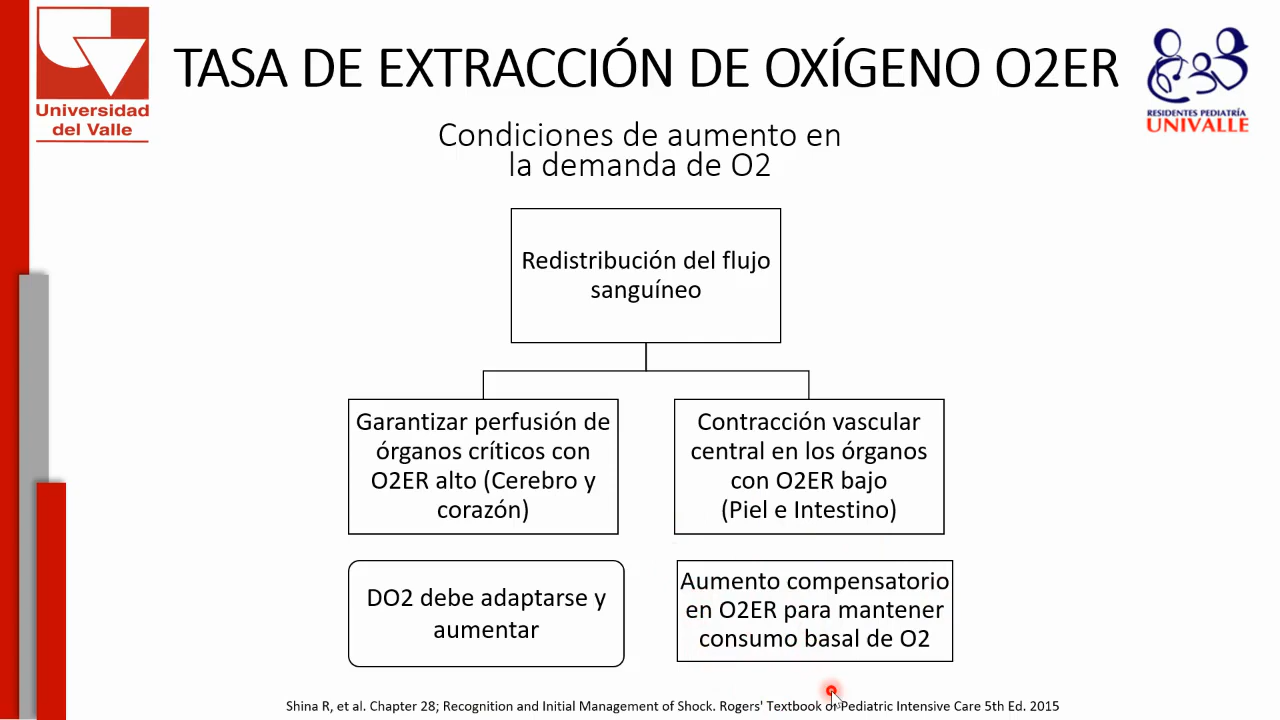 Universidad
del Valle
TASA DE EXTRACCIÓN DE OXÍGENO O2ER
RESIDENTES PEDIATRÍA
UNIVALLE
Condiciones de aumento en
la demanda de O2
Redistribución del flujo
sanguíneo
Garantizar perfusión de
órganos críticos con
O2ER alto (Cerebro y
corazón)
Contracción vascular
central en los órganos
con O2ER bajo
(Piel e Intestino)
DO2 debe adaptarse y
aumentar
Aumento compensatorio
en O2ER para mantener
consumo basal de O2
Shina R, et al. Chapter 28; Recognition and Initial Management of Shock. Rogers' Textbook of Pediatric Intensive Care 5th Ed. 2015